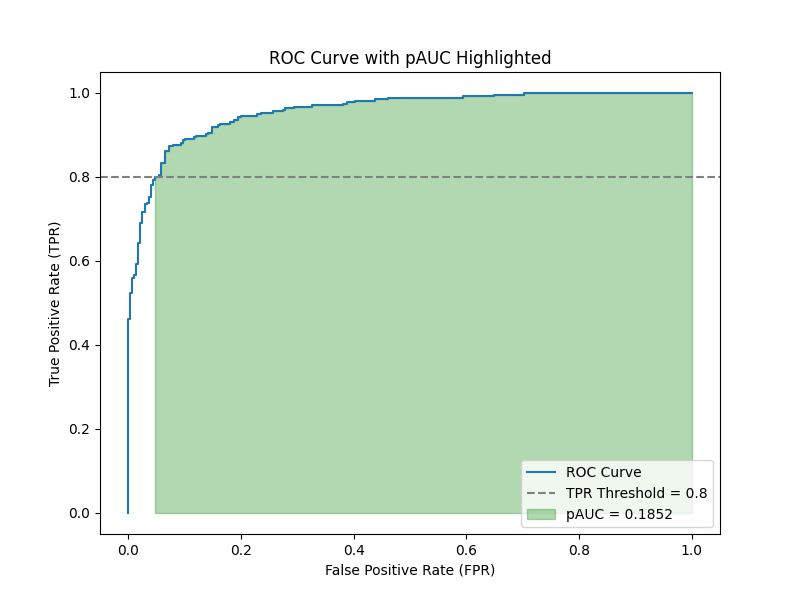 ROC Curve with pAUC Highlighted
True Positive Rate (TPR)
1.0
0.8
0.6
0.4
0.2
0.0
ROC Curve
TPR Threshold = 0.8
pAUC = 0.1852
0.0 0.2 0.4 0.6 0.8 1.0
False Positive Rate (FPR)